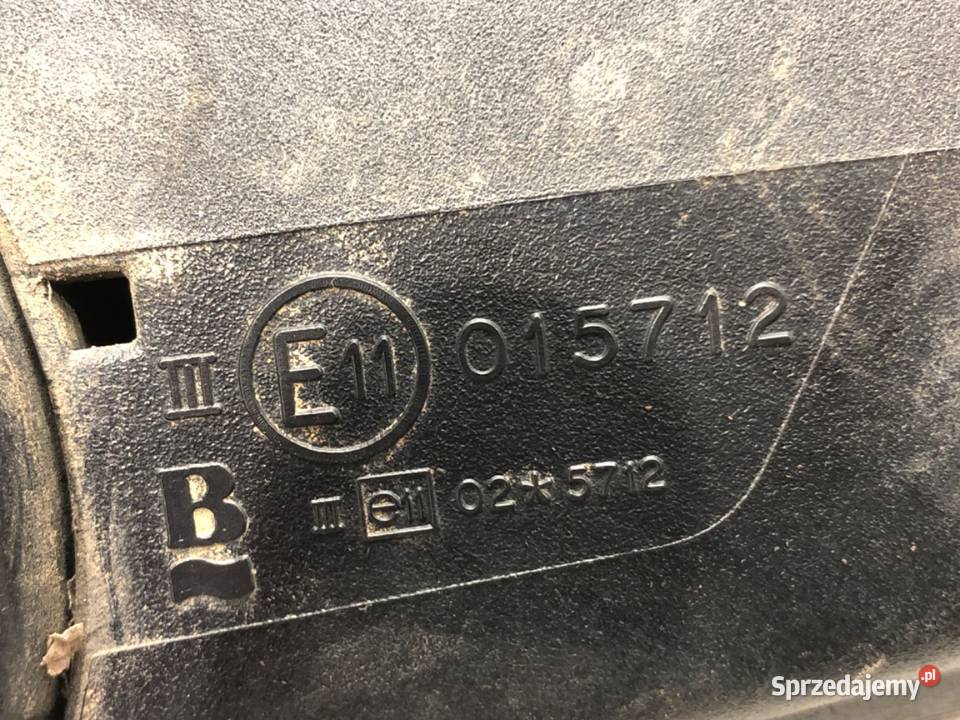 III E11 015712
B III e11 02*5712
Sprzedajemy.pl